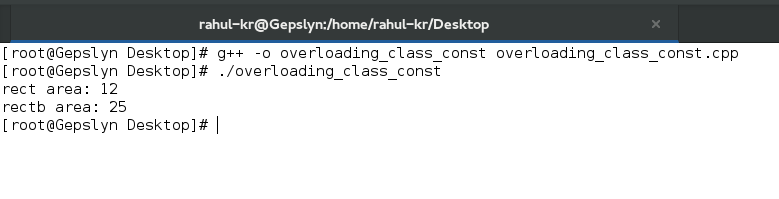 rahul-kr@Gepslyn:/home/rahul-kr/Desktop
[root@Gepslyn Desktop]# g++ -o overloading_class_const overloading_class_const.cpp
[root@Gepslyn Desktop]# ./overloading_class_const
rect area: 12
rectb area: 25
[root@Gepslyn Desktop]#